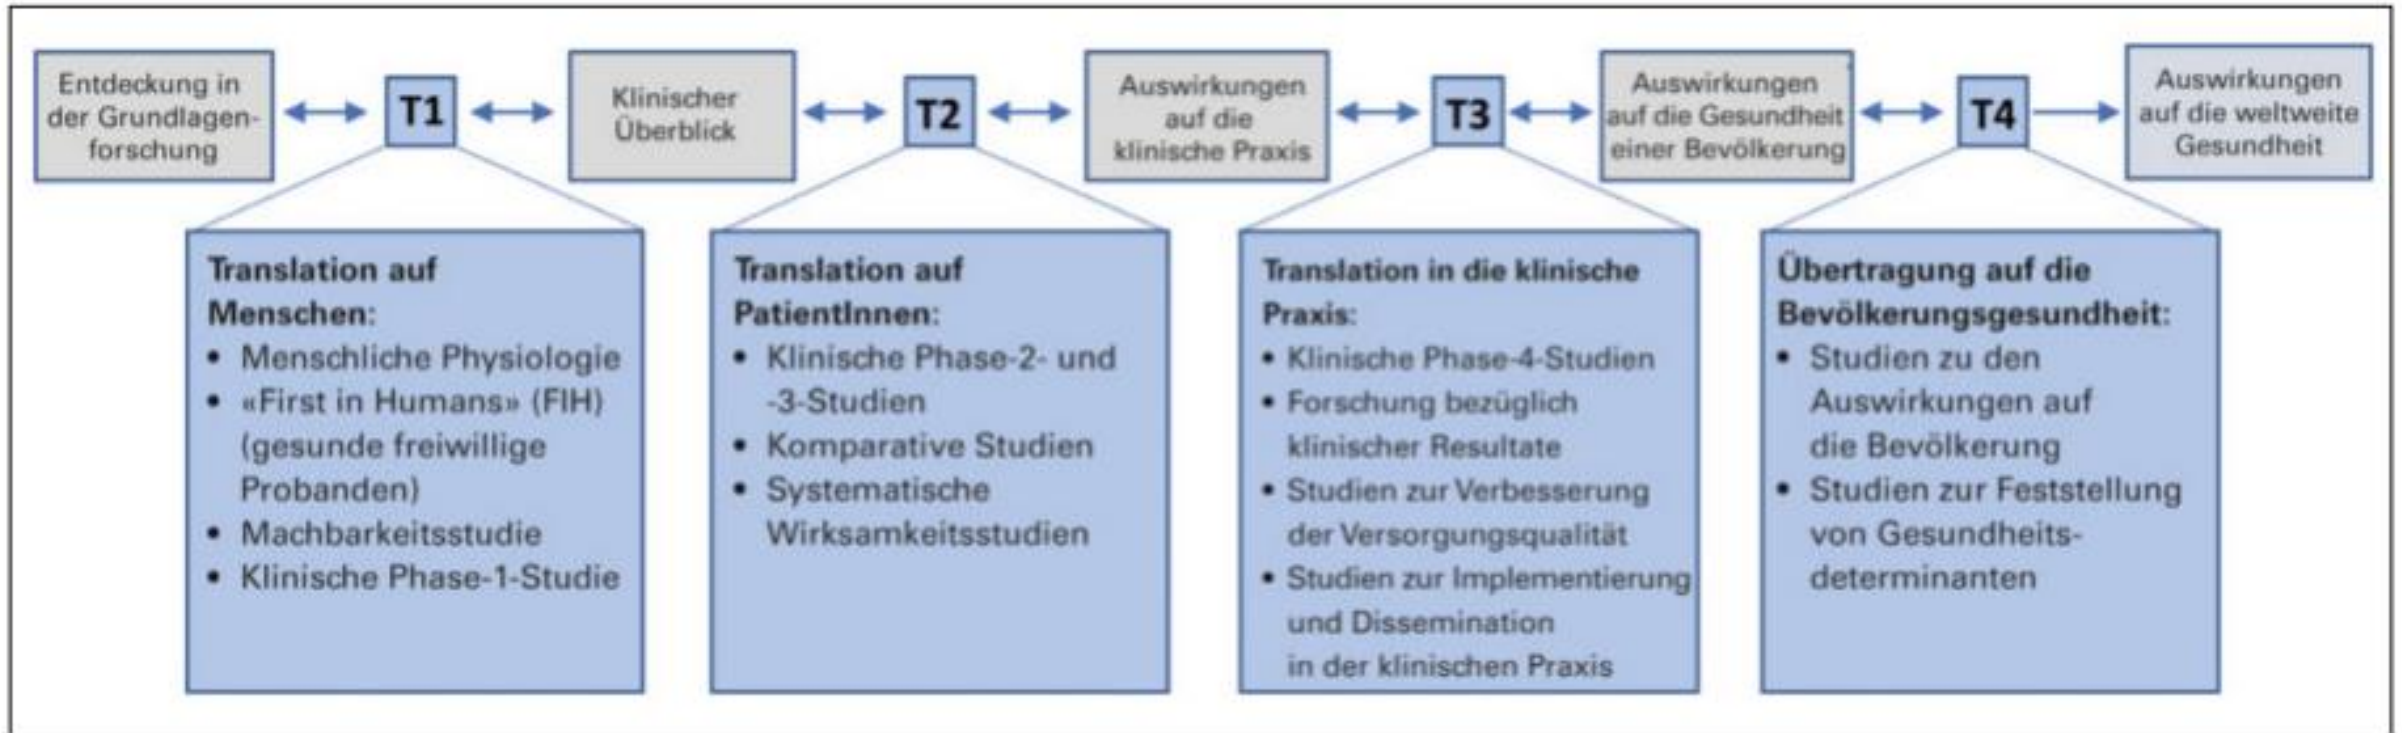 Entdeckung in
der Grundlagen-
forschung
T1
Klinischer
Überblick
T2
Auswirkungen
auf die
klinische Praxis
T3
Auswirkungen
auf die Gesundheit
einer Bevölkerung
T4
Auswirkungen
auf die weltweite
Gesundheit
Translation auf
Menschen:
• Menschliche Physiologie
• «First in Humans» (FIH)
(gesunde freiwillige
Probanden)
• Machbarkeitsstudie
• Klinische Phase-1-Studie
Translation auf
PatientInnen:
• Klinische Phase-2- und
-3-Studien
• Komparative Studien
• Systematische
Wirksamkeitsstudien
Translation in die klinische
Praxis:
• Klinische Phase-4-Studien
• Forschung bezüglich
klinischer Resultate
• Studien zur Verbesserung
der Versorgungsqualität
• Studien zur Implementierung
und Dissemination
in der klinischen Praxis
Übertragung auf die
Bevölkerungsgesundheit:
• Studien zu den
Auswirkungen auf
die Bevölkerung
• Studien zur Feststellung
von Gesundheits-
determinanten